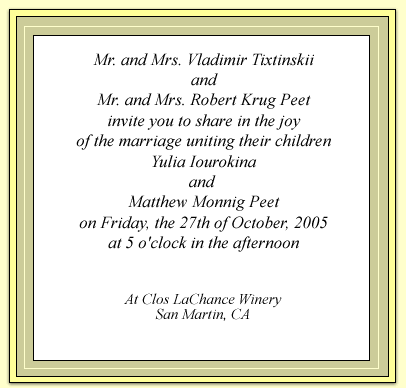 Mr. and Mrs. Vladimir Tixtinskii
and
Mr. and Mrs. Robert Krug Peet
invite you to share in the joy
of the marriage uniting their children
Yulia Iourokina
and
Matthew Monnig Peet
on Friday, the 27th of October, 2005
at 5 o'clock in the afternoon
At Clos LaChance Winery
San Martin, CA